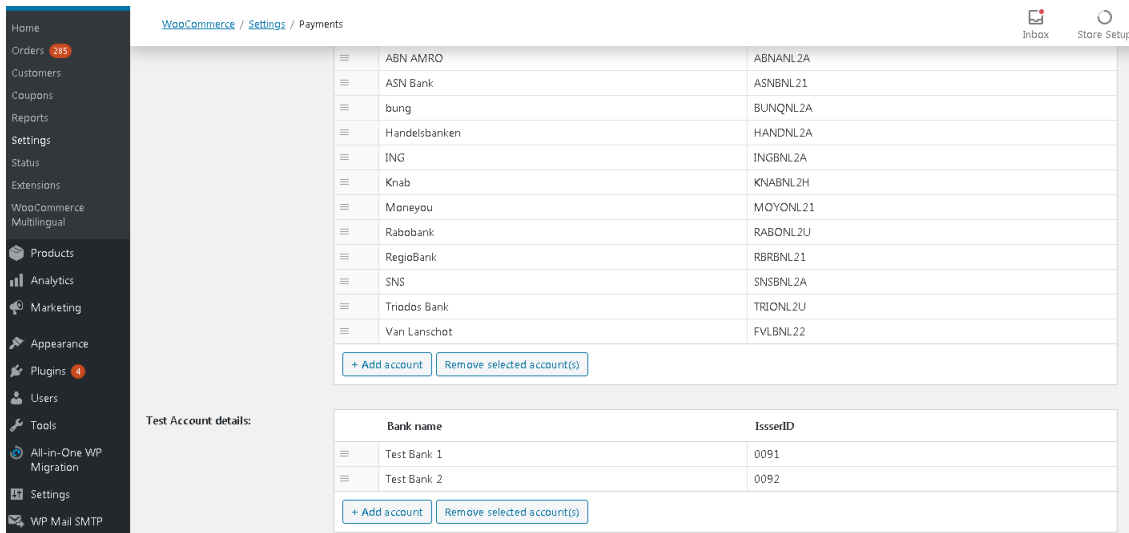 WooCommerce / Settings / Payments
Inbox
Store Setup
Home
Orders 285
Customers
Coupons
Reports
Settings
Status
Extensions
WooCommerce
Multilingual
Products
Analytics
Marketing
Appearance
Plugins 4
Users
Tools
All-in-One WP
Migration
Settings
WP Mail SMTP
ABN AMRO ABNANL2A
ASN Bank ASNBNL21
bunq BUNQNL2A
Handelsbanken HANDNL2A
ING INGBNL2A
Knab KNABNL2H
Moneyou MOYONL21
Rabobank RABONL2U
RegioBank RBRBNL21
SNS SNSBNL2A
Triodos Bank TRIONL2U
Van Lanschot FVLBNL22
+ Add account Remove selected account(s)
Test Account details:
Bank name IssserID
Test Bank 1 0091
Test Bank 2 0092
+ Add account Remove selected account(s)